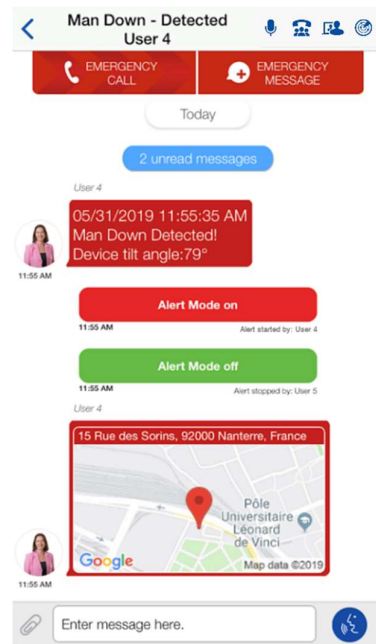 Man Down - Detected
User 4
EMERGENCY
CALL
EMERGENCY
MESSAGE
Today
2 unread messages
User 4
05/31/2019 11:55:35 AM
Man Down Detected!
Device tilt angle:79°
11:55 AM
Alert Mode on
11:55 AM
Alert started by: User 4
Alert Mode off
11:55 AM
Alert stopped by: User 5
User 4
15 Rue des Sorins, 92000 Nanterre, France
Pôle
Universitaire
Léonard
de Vinci
Google
Map data ©2019
11:55 AM
Enter message here.